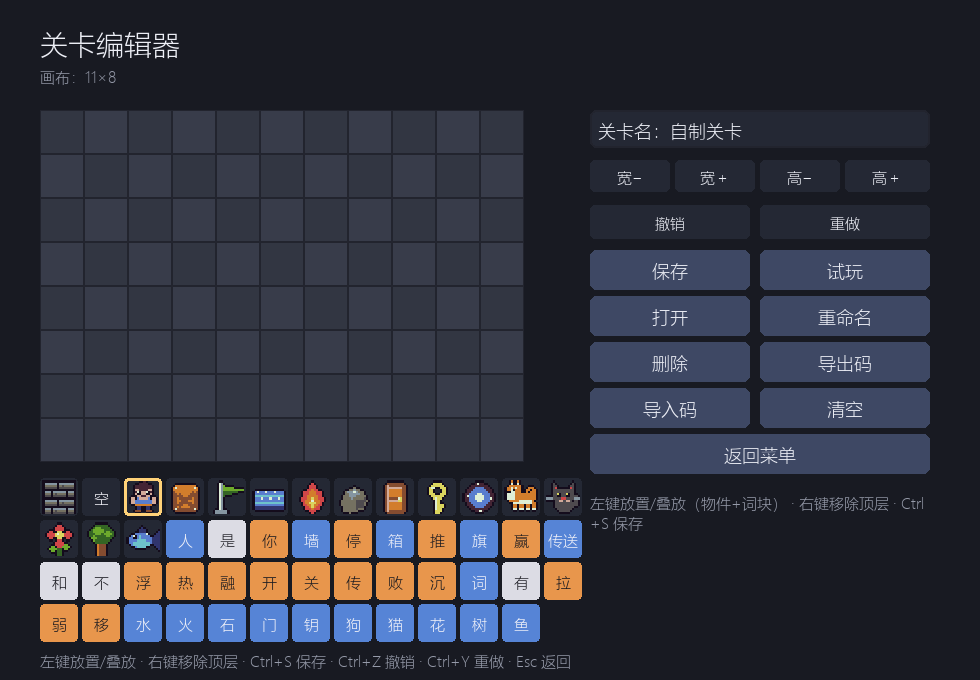 关卡编辑器
画布：11×8
关卡名：自制关卡
宽− 宽＋ 高− 高＋
撤销 重做
保存 试玩
打开 重命名
删除 导出码
导入码 清空
返回菜单
左键放置/叠放（物件+词块） · 右键移除顶层 · Ctrl
+S 保存
空
人 是 你 墙 停 箱 推 旗 赢 传送
和 不 浮 热 融 开 关 传 败 沉 词 有 拉
弱 移 水 火 石 门 钥 狗 猫 花 树 鱼
左键放置/叠放 · 右键移除顶层 · Ctrl+S 保存 · Ctrl+Z 撤销 · Ctrl+Y 重做 · Esc 返回